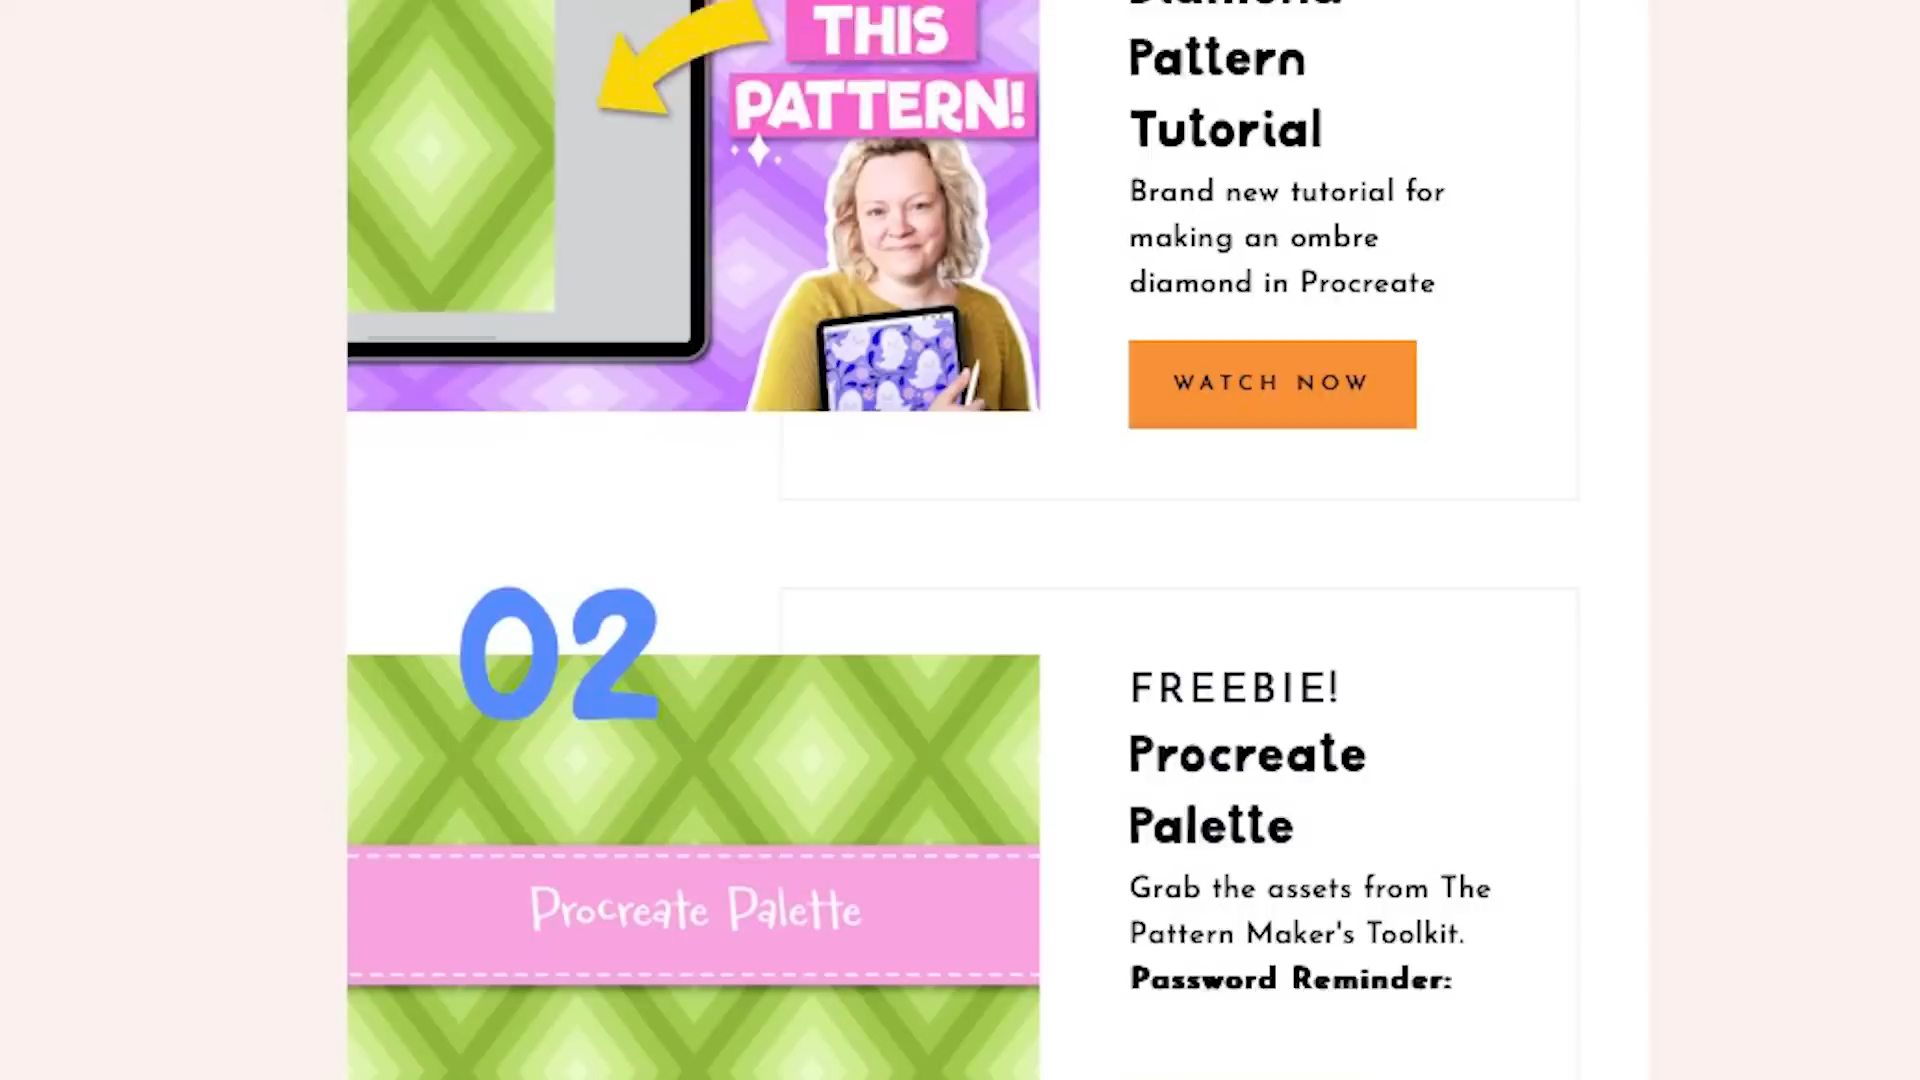 THIS
PATTERN!
Pattern
Tutorial
Brand new tutorial for
making an ombre
diamond in Procreate
WATCH NOW
02
FREEBIE!
Procreate
Palette
Grab the assets from The
Pattern Maker's Toolkit.
Password Reminder:
Procreate Palette